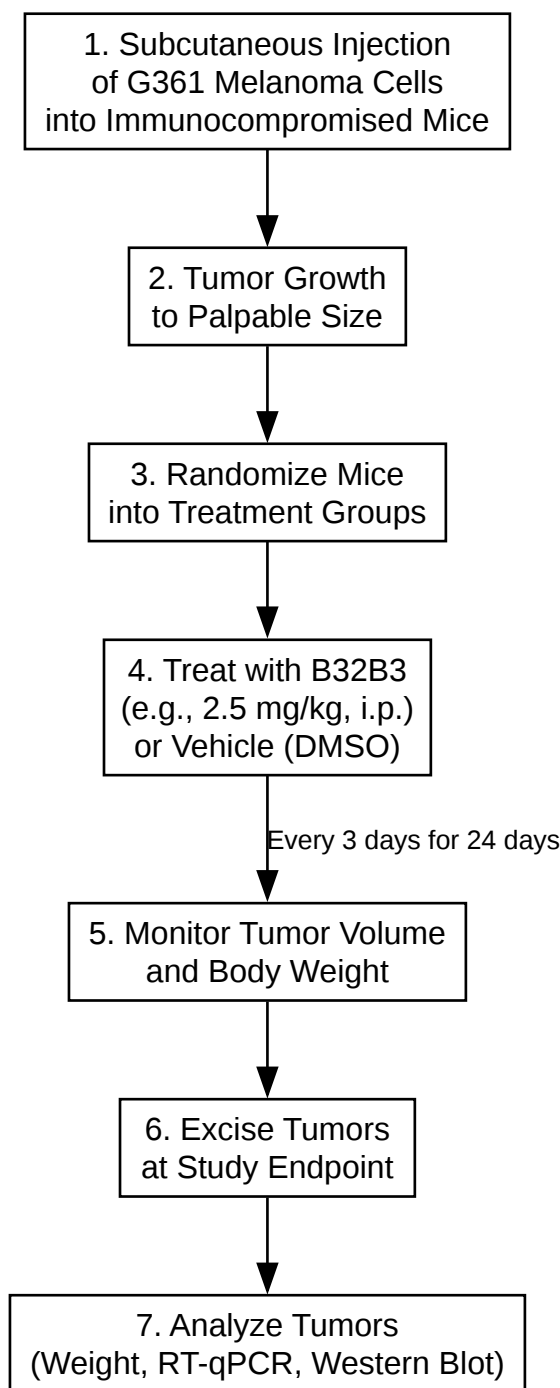 1. Subcutaneous Injection
of G361 Melanoma Cells
into Immunocompromised Mice
2. Tumor Growth
to Palpable Size
3. Randomize Mice
into Treatment Groups
4. Treat with B32B3
(e.g., 2.5 mg/kg, i.p.)
or Vehicle (DMSO)
Every 3 days for 24 days
5. Monitor Tumor Volume
and Body Weight
6. Excise Tumors
at Study Endpoint
7. Analyze Tumors
(Weight, RT-qPCR, Western Blot)